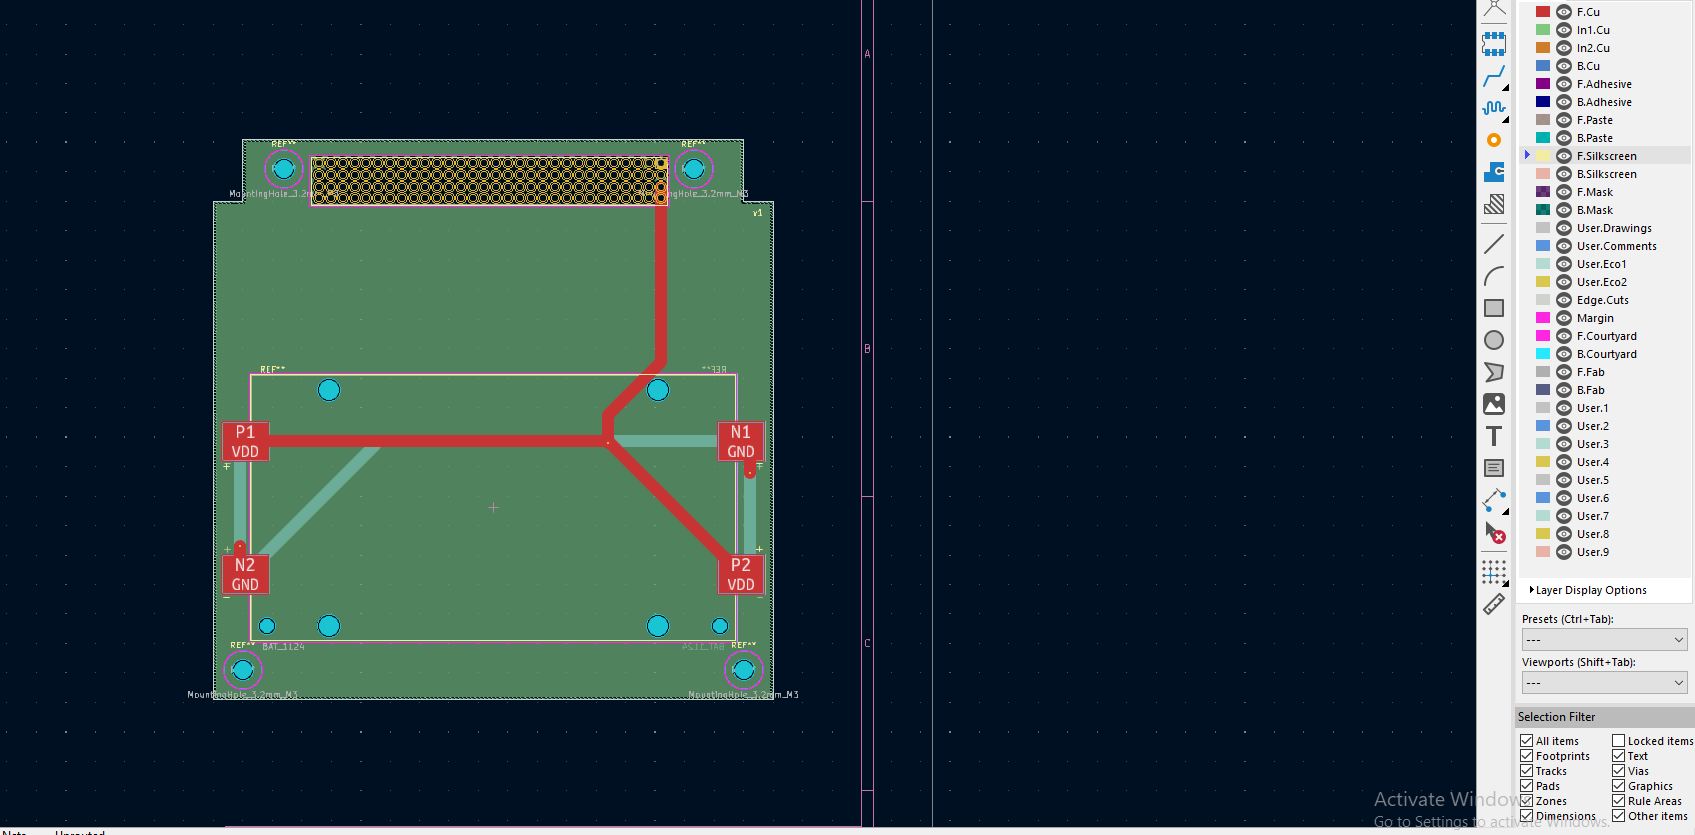 A
B
C
REF**
REF**
MountingHole_3.2mm_M3
MountingHole_3.2mm_M3
v1
REF**
REF**
P1
VDD
N1
GND
+
N2
GND
P2
VDD
+
+
REF**
BAT_1124
BAT_1124
REF**
MountingHole_3.2mm_M3
MountingHole_3.2mm_M3
F.Cu
In1.Cu
In2.Cu
B.Cu
F.Adhesive
B.Adhesive
F.Paste
B.Paste
F.Silkscreen
B.Silkscreen
F.Mask
B.Mask
User.Drawings
User.Comments
User.Eco1
User.Eco2
Edge.Cuts
Margin
F.Courtyard
B.Courtyard
F.Fab
B.Fab
User.1
User.2
User.3
User.4
User.5
User.6
User.7
User.8
User.9
Layer Display Options
Presets (Ctrl+Tab):
---
Viewports (Shift+Tab):
---
Selection Filter
All items Locked items
Footprints Text
Tracks Vias
Pads Graphics
Zones Rule Areas
Dimensions Other items
Activate Windows
Go to Settings to activate Windows.
Nets Unrouted